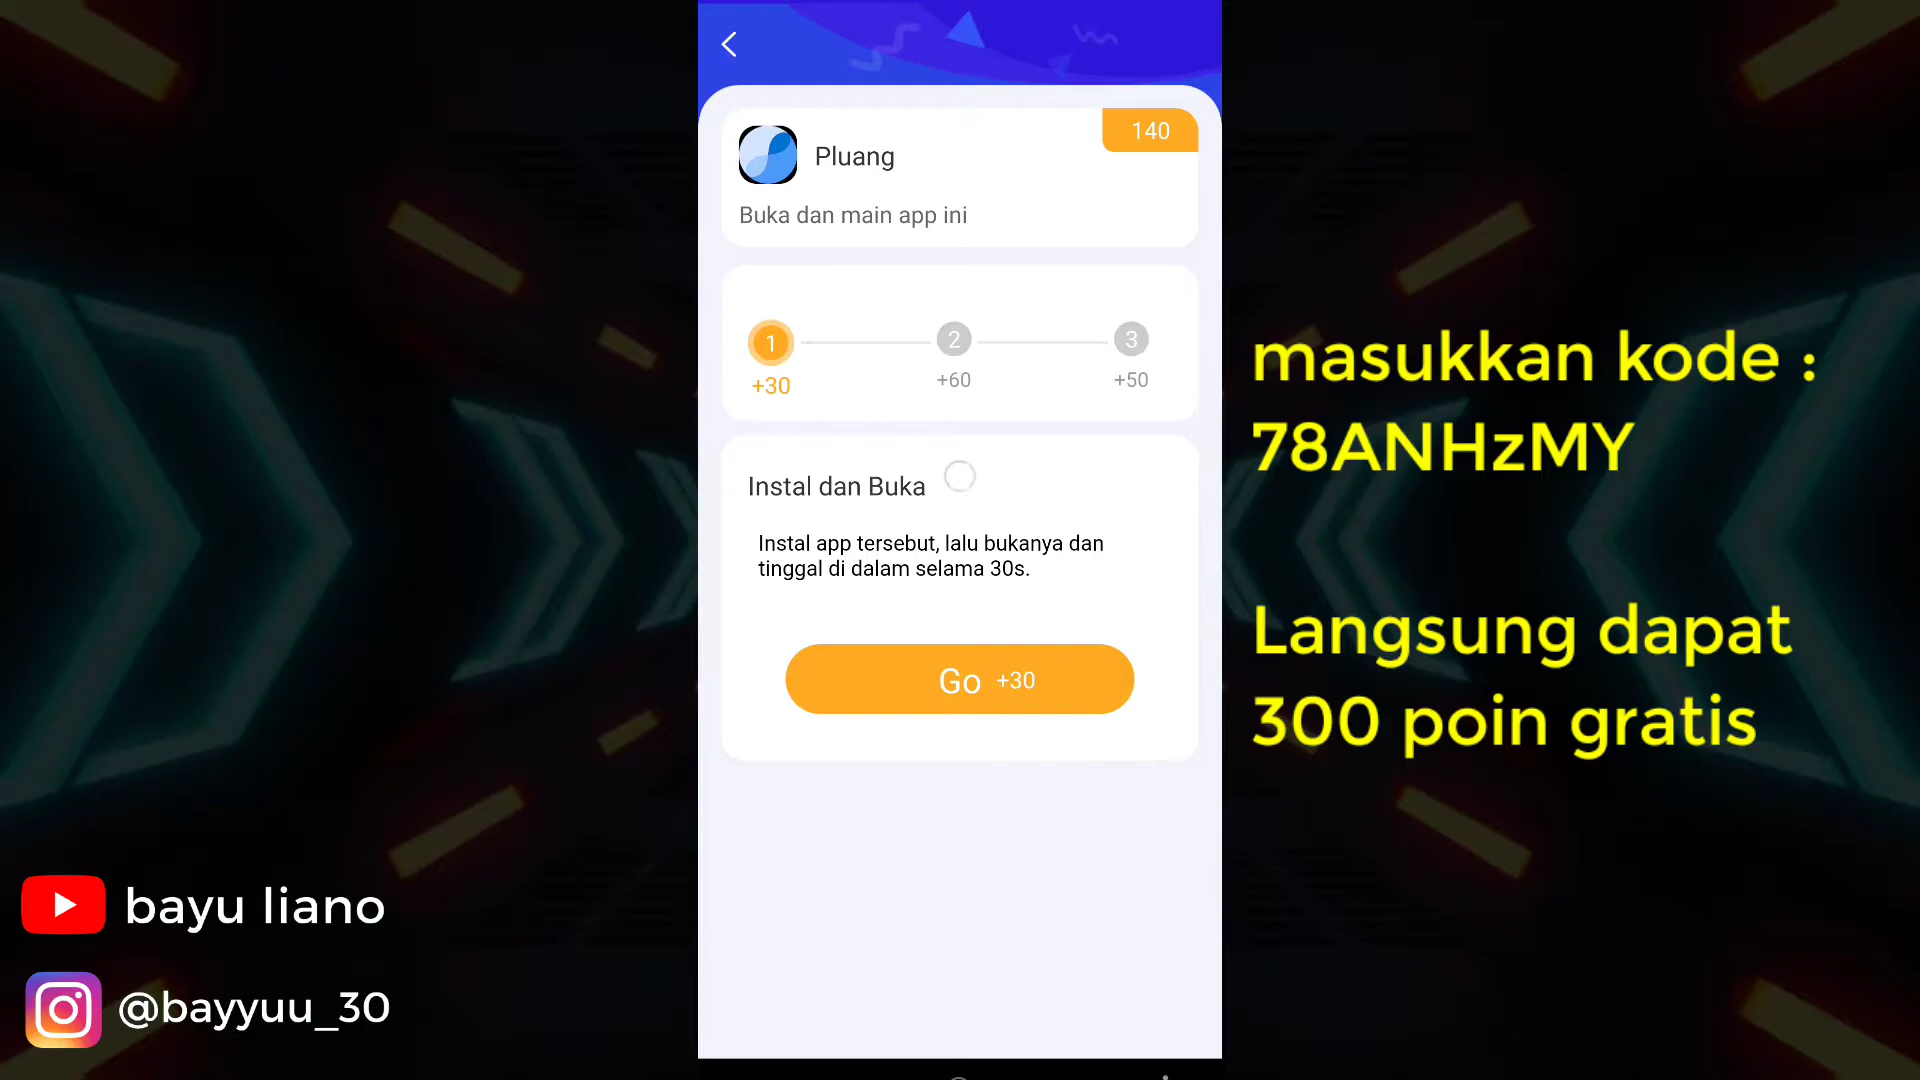 140
Pluang
Buka dan main app ini
1
2
3
+30
+60
+50
Instal dan Buka
Instal app tersebut, lalu bukanya dan
tinggal di dalam selama 30s.
Go +30
masukkan kode :
78ANHzMY
Langsung dapat
300 poin gratis
bayu liano
@bayyuu_30